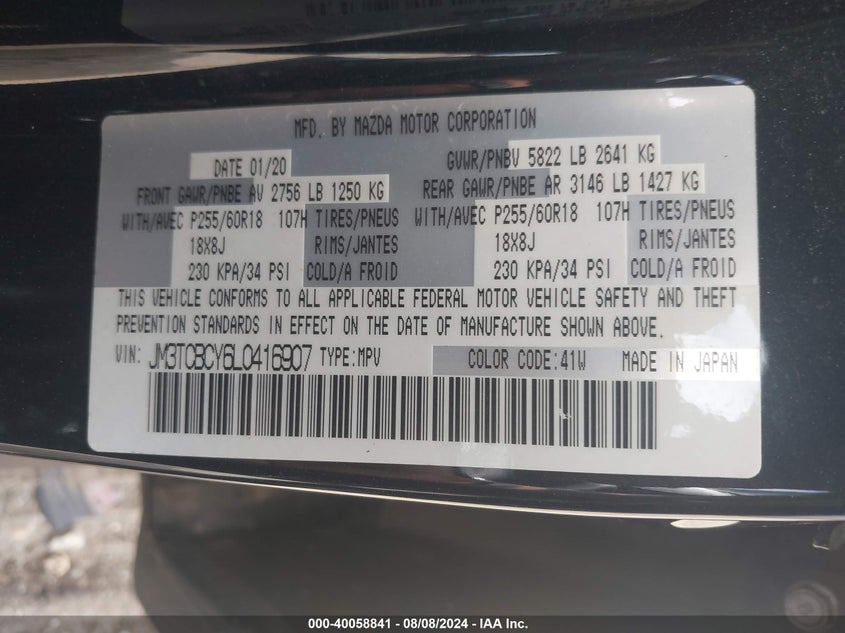 MFD. BY MAZDA MOTOR CORPORATION
DATE 01/20 GVWR/PNBV 5822 LB 2641 KG
FRONT GAWR/PNBE AV 2756 LB 1250 KG REAR GAWR/PNBE AR 3146 LB 1427 KG
WITH/AVEC P255/60R18 107H TIRES/PNEUS WITH/AVEC P255/60R18 107H TIRES/PNEUS
18X8J RIMS/JANTES 18X8J RIMS/JANTES
230 KPA/34 PSI COLD/A FROID 230 KPA/34 PSI COLD/A FROID
THIS VEHICLE CONFORMS TO ALL APPLICABLE FEDERAL MOTOR VEHICLE SAFETY AND THEFT
PREVENTION STANDARDS IN EFFECT ON THE DATE OF MANUFACTURE SHOWN ABOVE.
VIN: JM3TCBCY6L0416907 TYPE:MPV COLOR CODE:41W MADE IN JAPAN
000-40058841 - 08/08/2024 - IAA Inc.